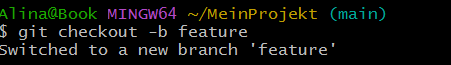 Alina@Book MINGW64 ~/MeinProjekt (main)
$ git checkout -b feature
Switched to a new branch 'feature'